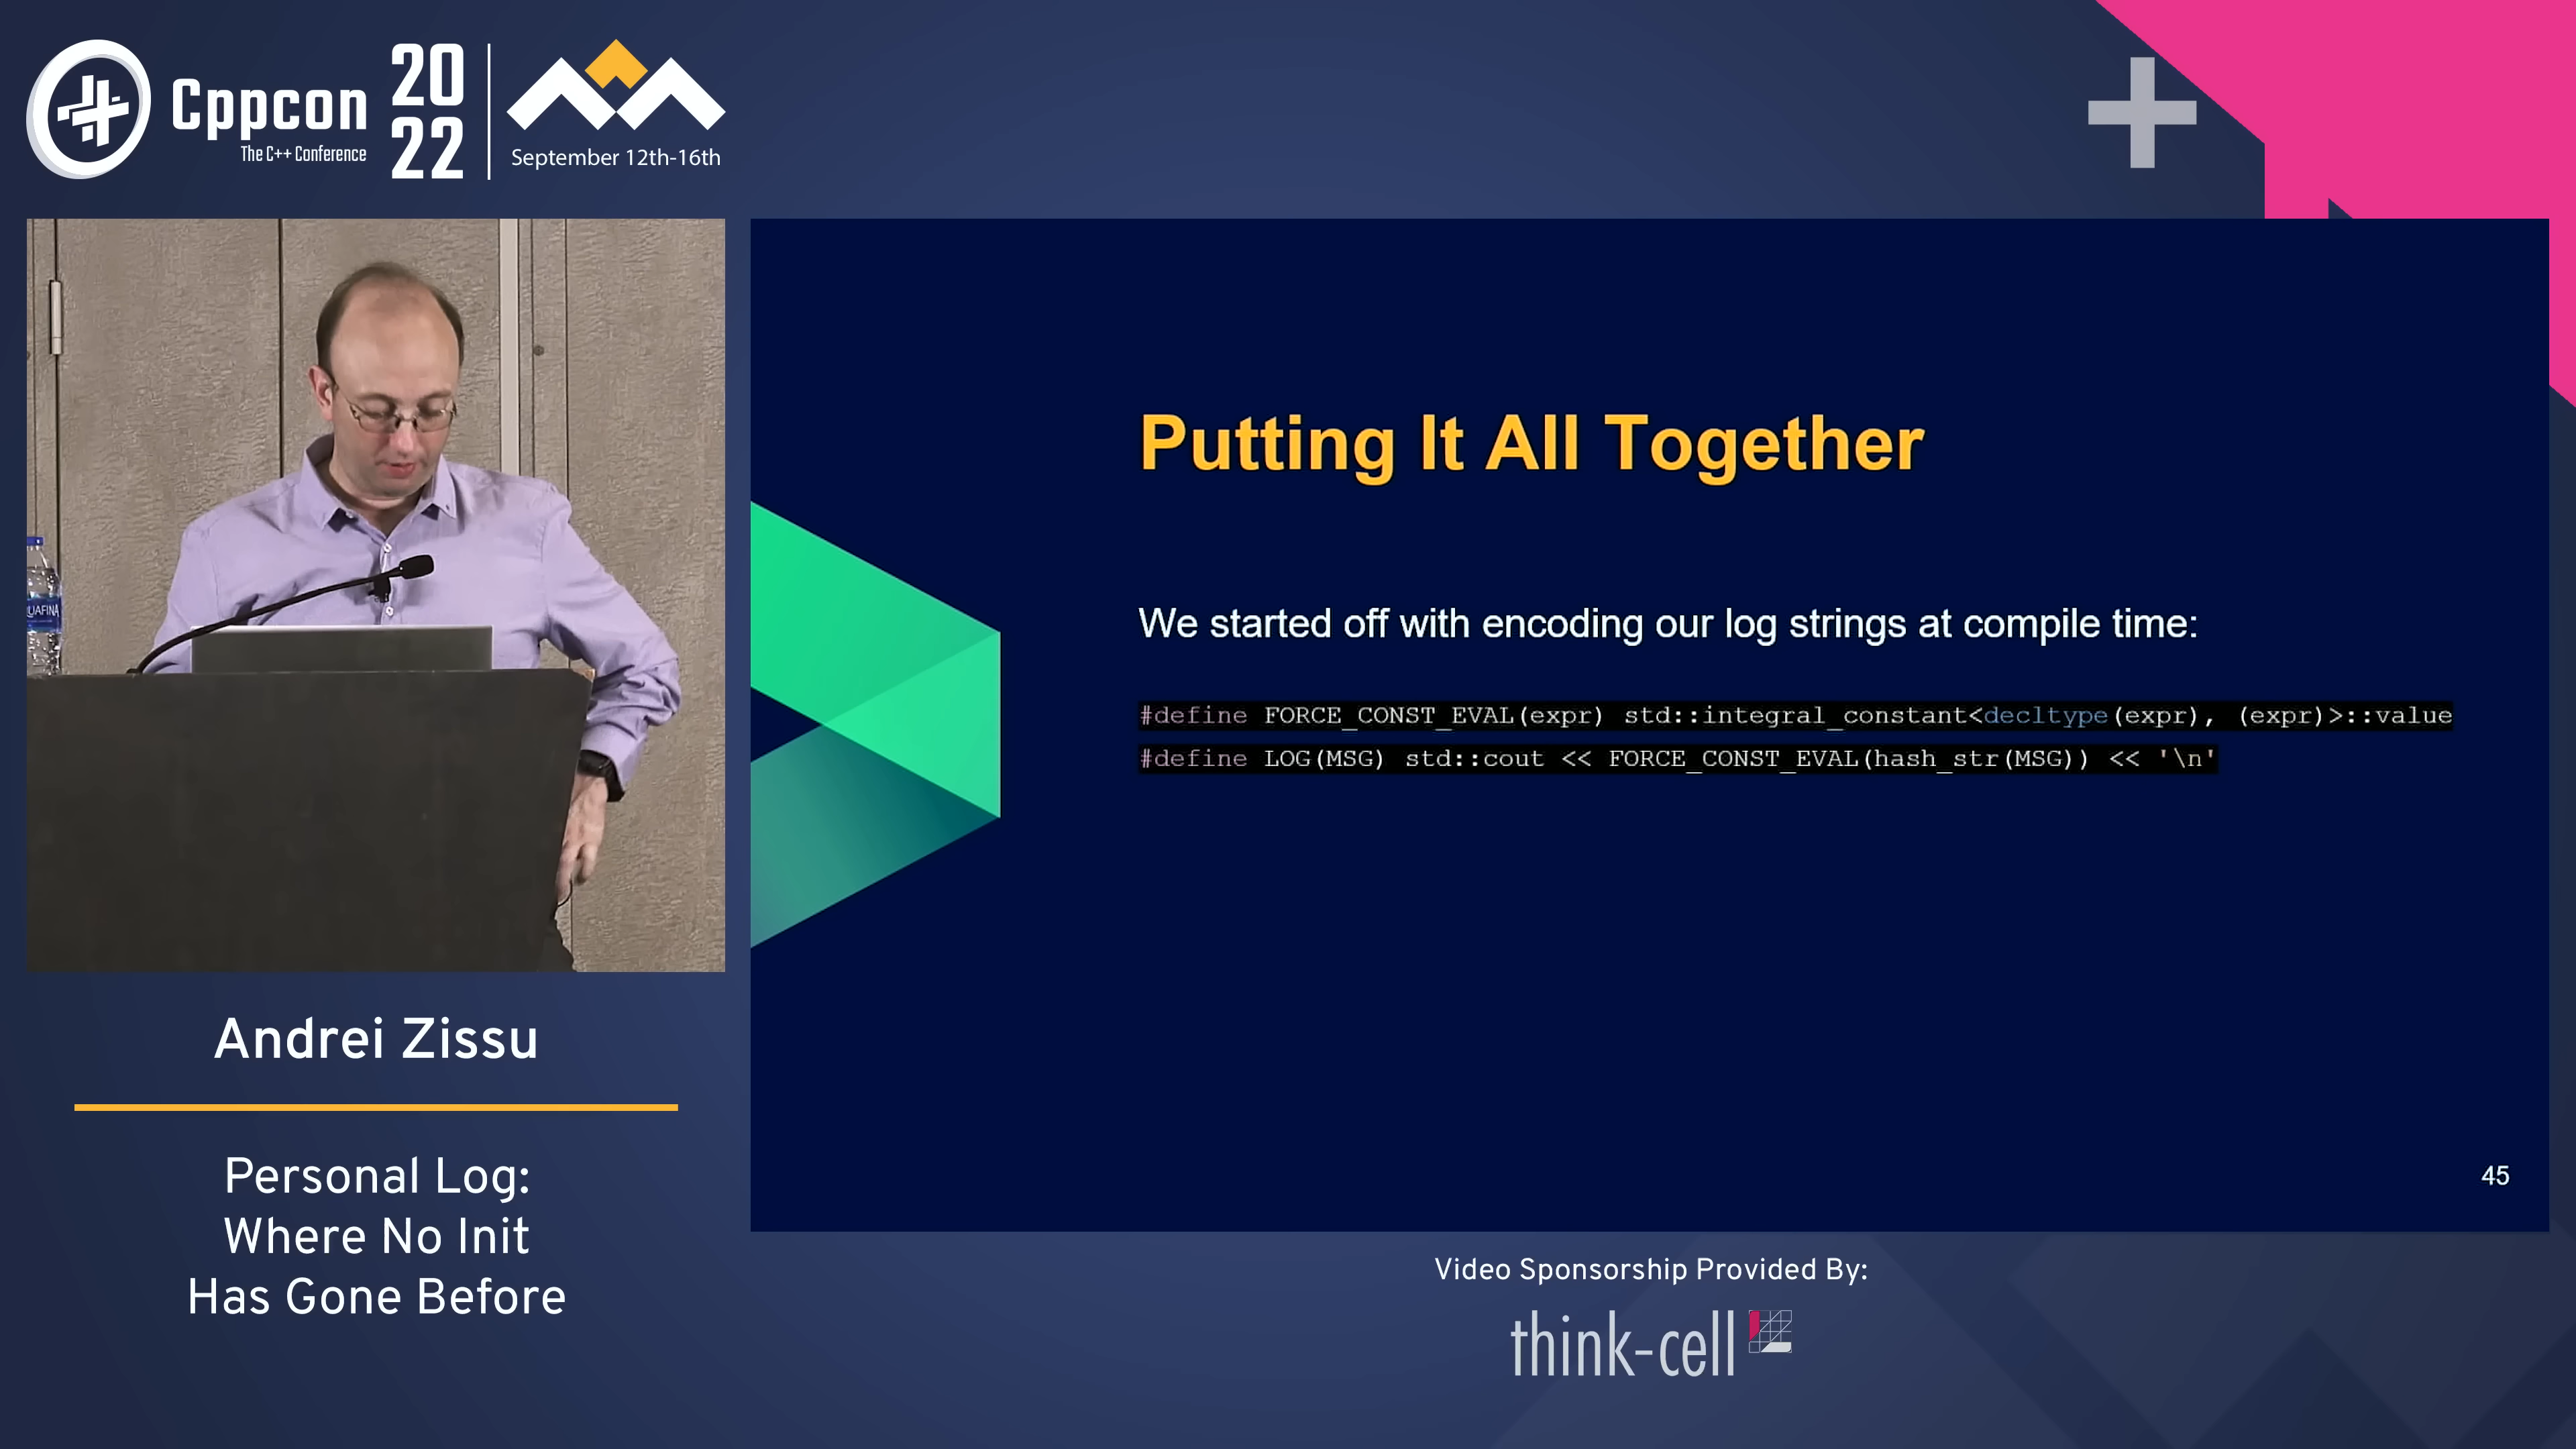 Cppcon
The C++ Conference
20
22
September 12th-16th
UAFINA
Putting It All Together
We started off with encoding our log strings at compile time:
#define FORCE_CONST_EVAL(expr) std::integral_constant<decltype(expr), (expr)>::value
#define LOG(MSG) std::cout << FORCE_CONST_EVAL(hash_str(MSG)) << '\n'
45
Andrei Zissu
Personal Log:
Where No Init
Has Gone Before
Video Sponsorship Provided By:
think-cell